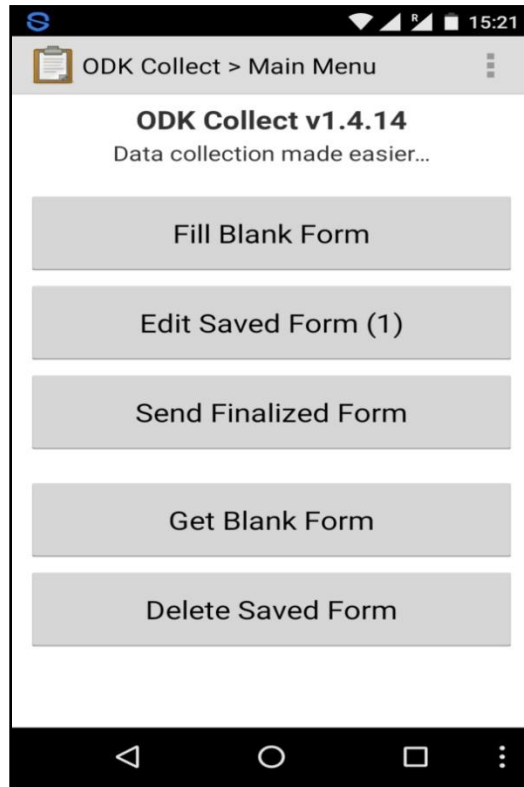 R
15:21
ODK Collect > Main Menu
ODK Collect v1.4.14
Data collection made easier...
Fill Blank Form
Edit Saved Form (1)
Send Finalized Form
Get Blank Form
Delete Saved Form